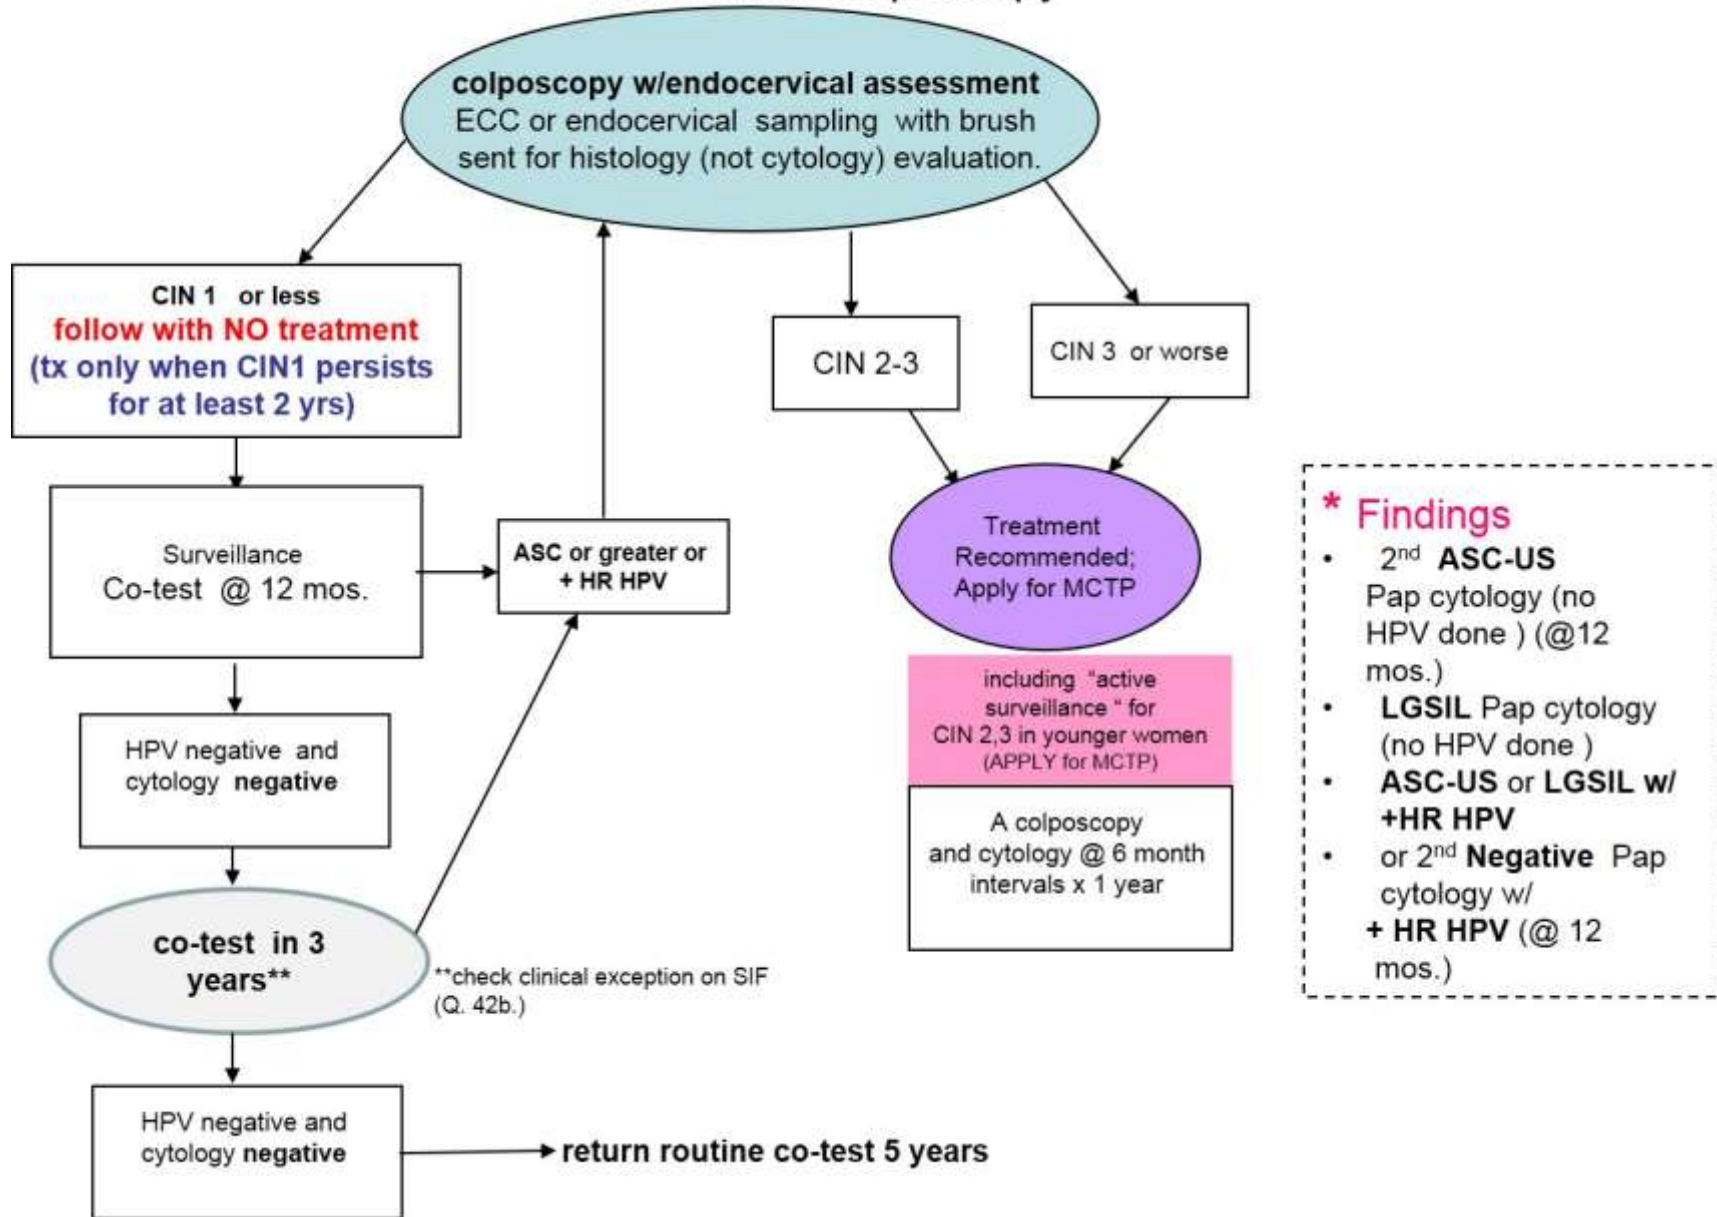 colposcopy w/endocervical assessment
ECC or endocervical sampling with brush
sent for histology (not cytology) evaluation.
CIN 1 or less
follow with NO treatment
(tx only when CIN1 persists
for at least 2 yrs)
CIN 2-3
CIN 3 or worse
Surveillance
Co-test @ 12 mos.
ASC or greater or
+ HR HPV
Treatment
Recommended;
Apply for MCTP
including "active
surveillance " for
CIN 2,3 in younger women
(APPLY for MCTP)
A colposcopy
and cytology @ 6 month
intervals x 1 year
HPV negative and
cytology negative
co-test in 3
years**
**check clinical exception on SIF
(Q. 42b.)
HPV negative and
cytology negative
return routine co-test 5 years
* Findings
• 2nd ASC-US
Pap cytology (no
HPV done ) (@12
mos.)
• LGSIL Pap cytology
(no HPV done )
• ASC-US or LGSIL w/
+HR HPV
• or 2nd Negative Pap
cytology w/
+ HR HPV (@ 12
mos.)